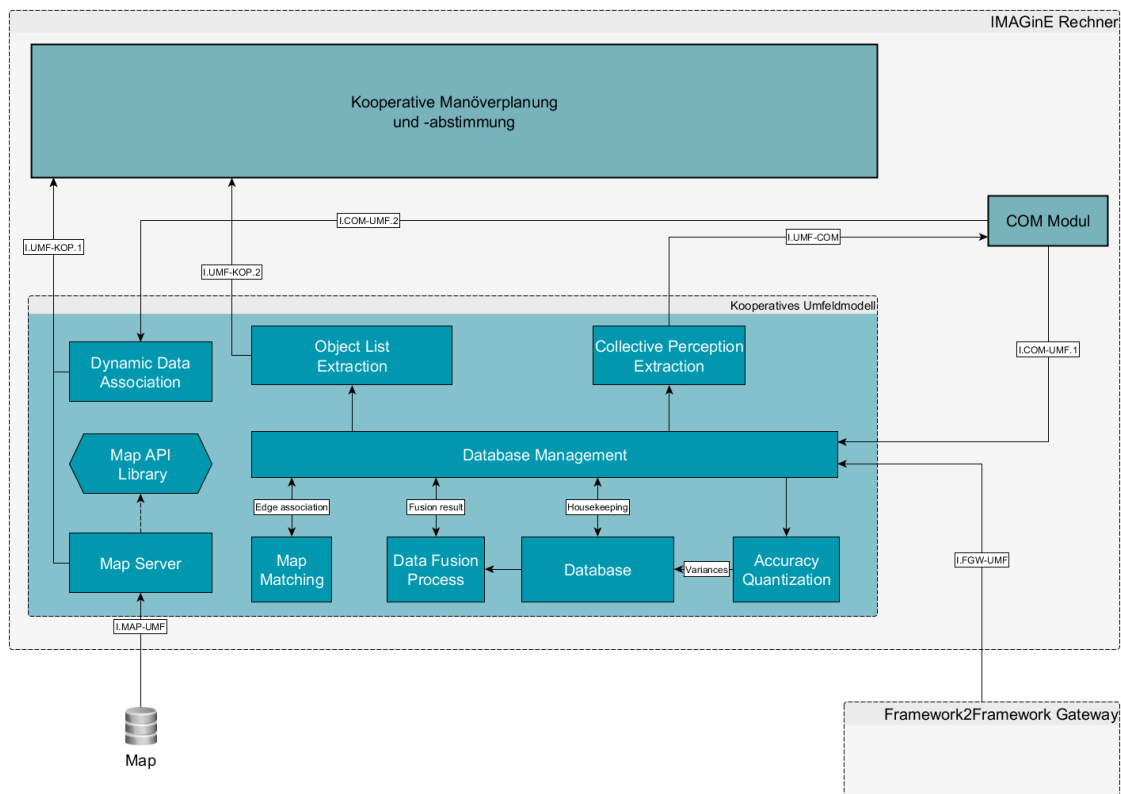 IMAGinE Rechner
Kooperative Manöverplanung
und -abstimmung
COM Modul
I.COM-UMF.2
I.UMF-COM
I.UMF-KOP.1
I.UMF-KOP.2
Kooperatives Umfeldmodell
I.COM-UMF.1
Dynamic Data
Association
Object List
Extraction
Collective Perception
Extraction
Map API
Library
Database Management
Edge association
Fusion result
Housekeeping
Map Server
Map
Matching
Data Fusion
Process
Database
Variances
Accuracy
Quantization
I.FGW-UMF
I.MAP-UMF
Framework2Framework Gateway
Map